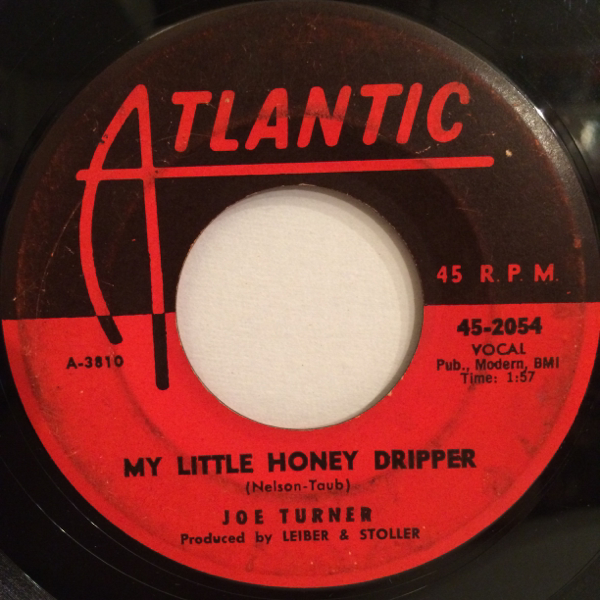 ATLANTIC
45 R.P.M.
45-2054
VOCAL
A-3810
Pub., Modern, BMI
Time: 1:57
MY LITTLE HONEY DRIPPER
(Nelson-Taub)
JOE TURNER
Produced by LEIBER & STOLLER